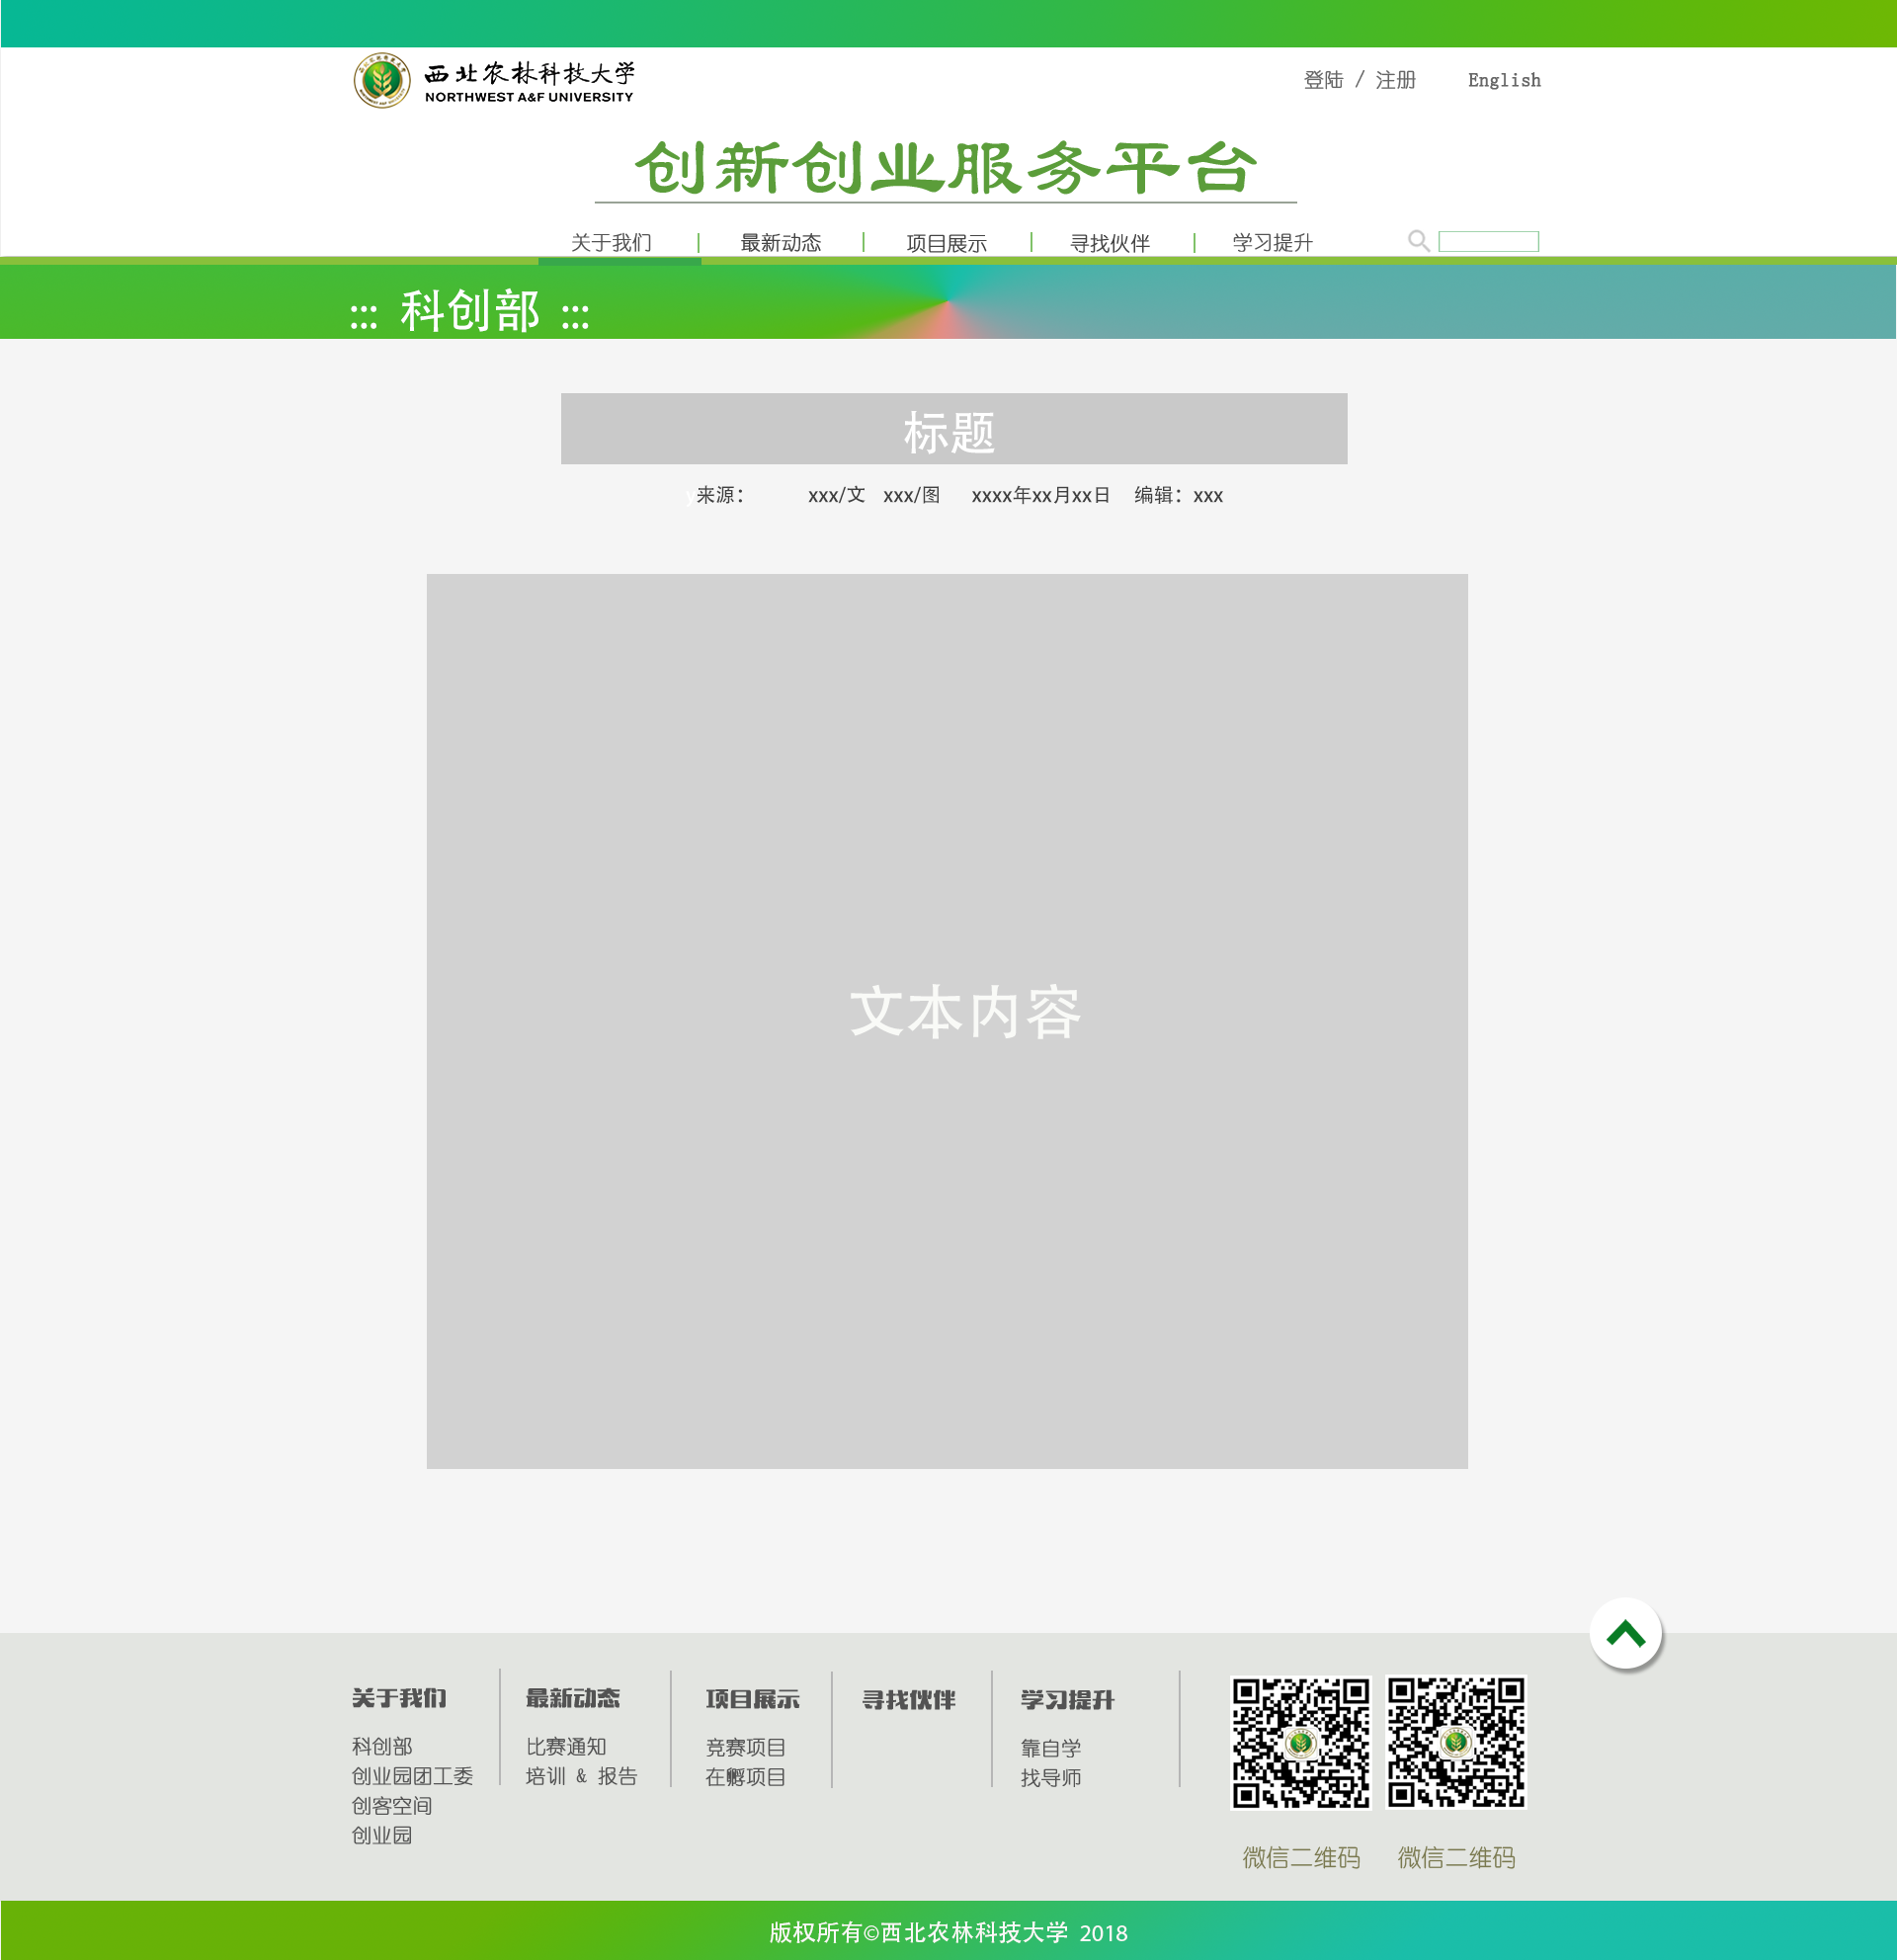 西北农林科技大学
NORTHWEST A&F UNIVERSITY
登陆 / 注册 English
创新创业服务平台
关于我们 最新动态 项目展示 寻找伙伴 学习提升
::: 科创部 :::
标题
来源： xxx/文 xxx/图 xxxx年xx月xx日 编辑：xxx
文本内容
关于我们
科创部
创业园团工委
创客空间
创业园
最新动态
比赛通知
培训 & 报告
项目展示
竞赛项目
在孵项目
寻找伙伴
学习提升
靠自学
找导师
微信二维码 微信二维码
版权所有©西北农林科技大学 2018